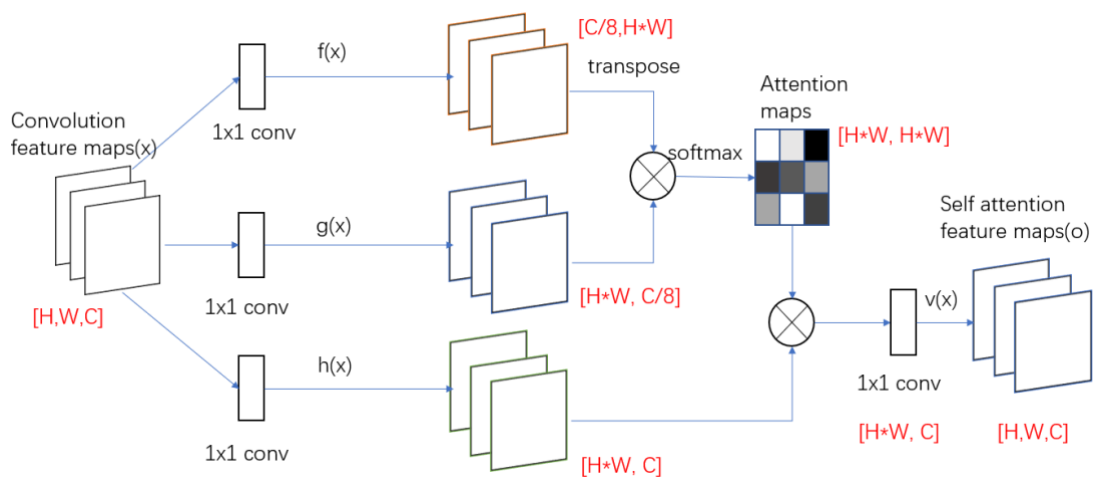 [C/8,H*W]
f(x)
transpose
1x1 conv
Convolution
feature maps(x)
Attention
maps
[H*W, H*W]
softmax
g(x)
1x1 conv
[H*W, C/8]
[H,W,C]
Self attention
feature maps(o)
v(x)
h(x)
1x1 conv
1x1 conv
[H*W, C]
[H,W,C]
[H*W, C]